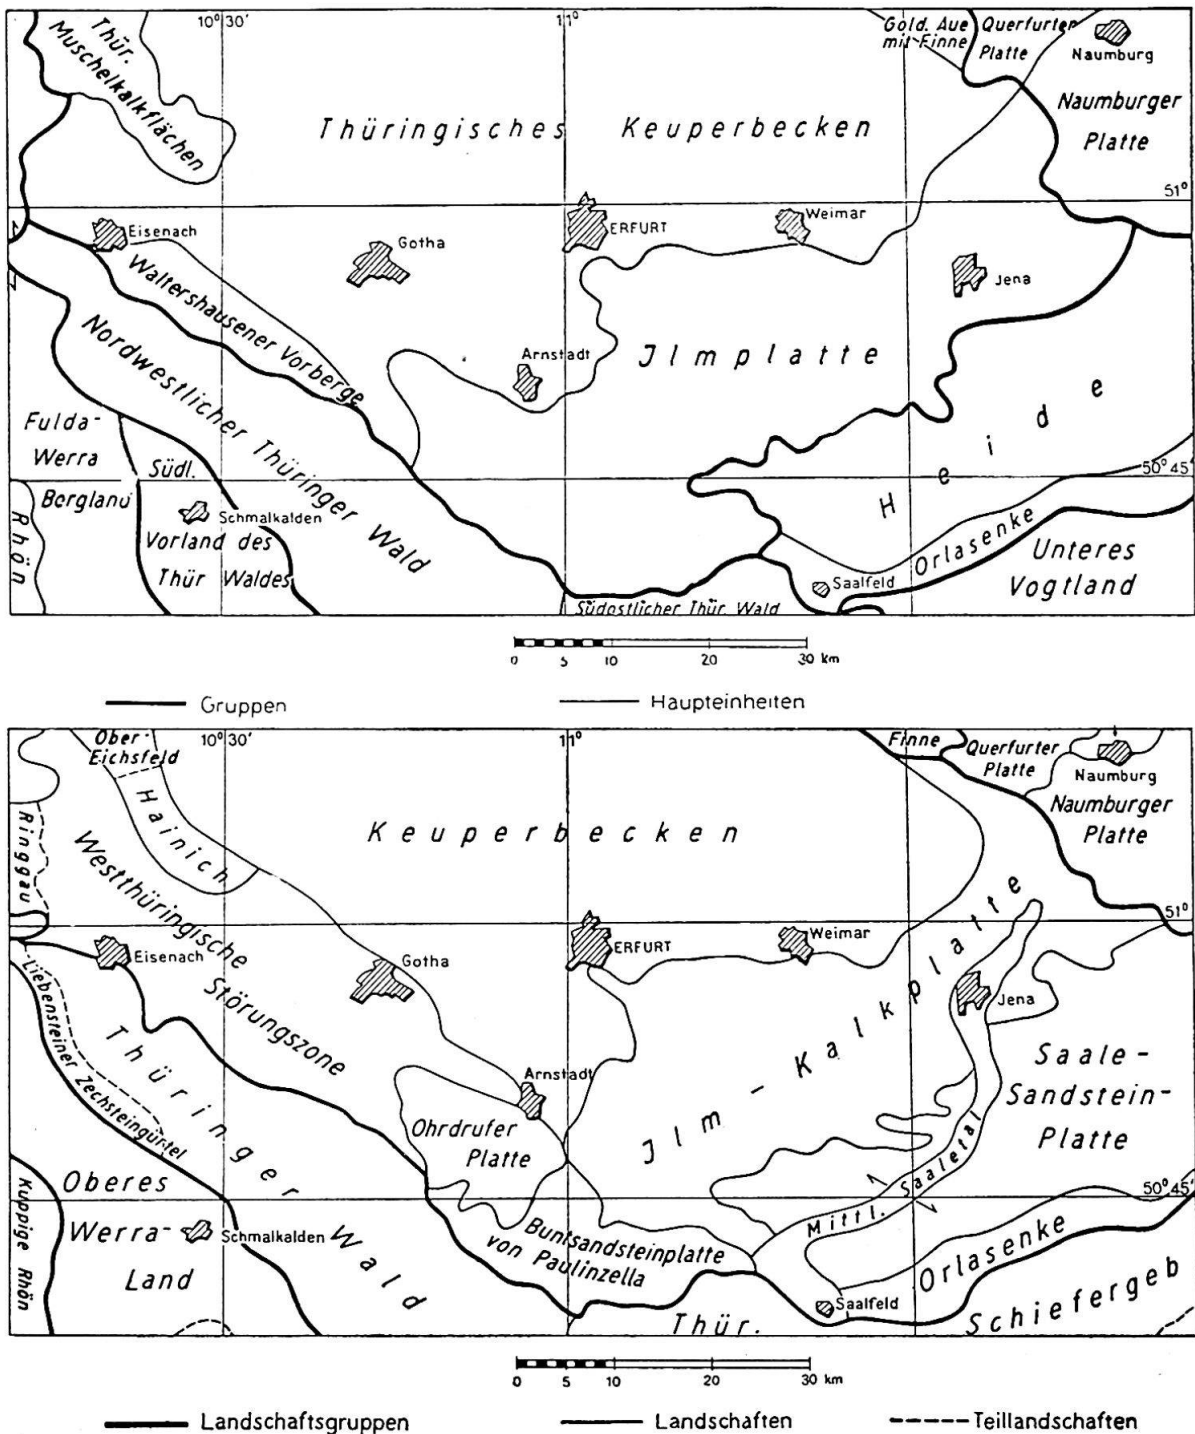 10°30'
11°
Thür.
Muschelkalkflächen
Gold. Aue
mit Finne
Querfurter
Platte
Naumburg
Naumburger
Platte
Thüringisches Keuperbecken
51°
Eisenach
Gotha
ERFURT
Weimar
Jena
Waltershausener Vorberge
Arnstadt
Jlmplatte
Nordwestlicher Thüringer Wald
Heide
50°45'
Fulda-
Werra
Bergland
Rhön
Südl.
Schmalkalden
Vorland des
Thür Waldes
Orlasenke
Saalfeld
Unteres
Vogtland
Südostlicher Thür. Wald
0 5 10 20 30 km
Gruppen
Haupteinheiten
10°30'
11°
Ober-
Eichsfeld
Hainich
Finne
Querfurter
Platte
Naumburg
Naumburger
Platte
Ringgau
Westthüringische
Störungszone
Keuperbecken
51°
Eisenach
Gotha
ERFURT
Weimar
Jena
Liebensteiner Zechsteingürtel
Thüringer Wald
Arnstadt
Ohrdrufer
Platte
Jlm-Kalkplatte
Saale-
Sandstein-
Platte
Mittl. Saaletal
50°45'
Oberes
Werra-
Land
Schmalkalden
Kuppige Rhön
Buntsandsteinplatte
von Paulinzella
Orlasenke
Saalfeld
Thür. Schiefergeb
0 5 10 20 30 km
Landschaftsgruppen
Landschaften
Teillandschaften